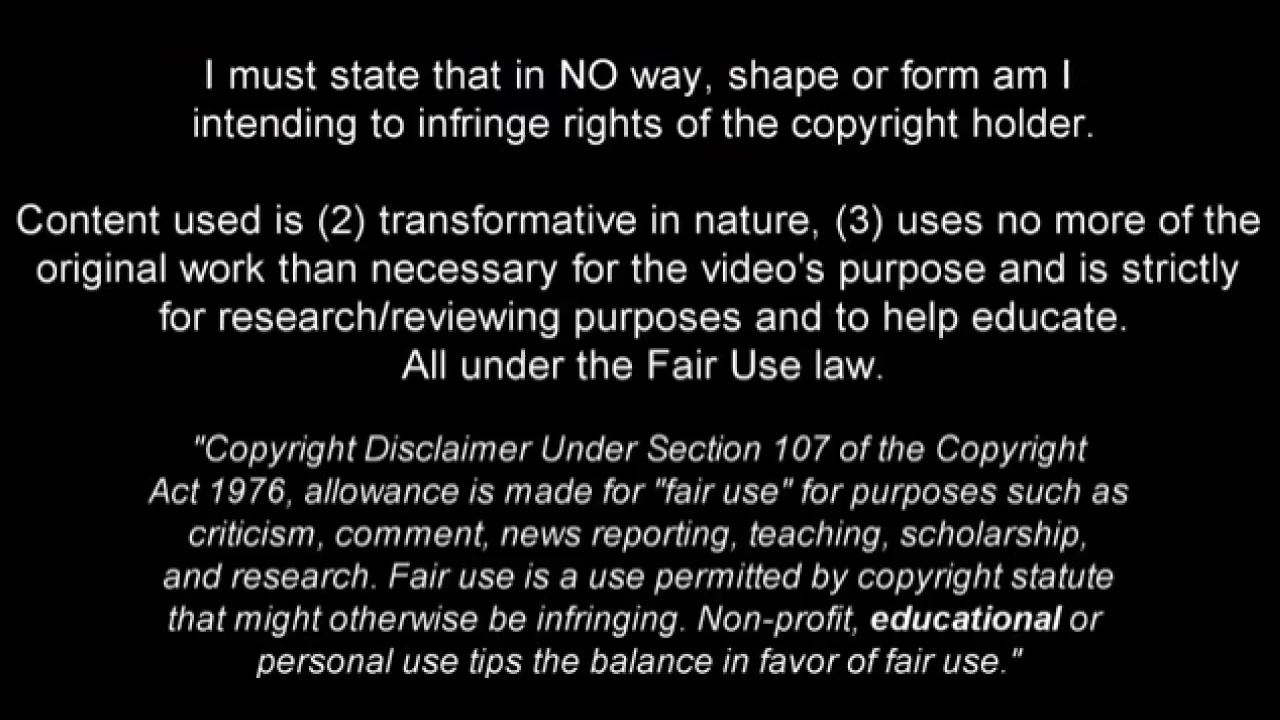 I must state that in NO way, shape or form am I
intending to infringe rights of the copyright holder.
Content used is (2) transformative in nature, (3) uses no more of the
original work than necessary for the video's purpose and is strictly
for research/reviewing purposes and to help educate.
All under the Fair Use law.
"Copyright Disclaimer Under Section 107 of the Copyright
Act 1976, allowance is made for "fair use" for purposes such as
criticism, comment, news reporting, teaching, scholarship,
and research. Fair use is a use permitted by copyright statute
that might otherwise be infringing. Non-profit, educational or
personal use tips the balance in favor of fair use."